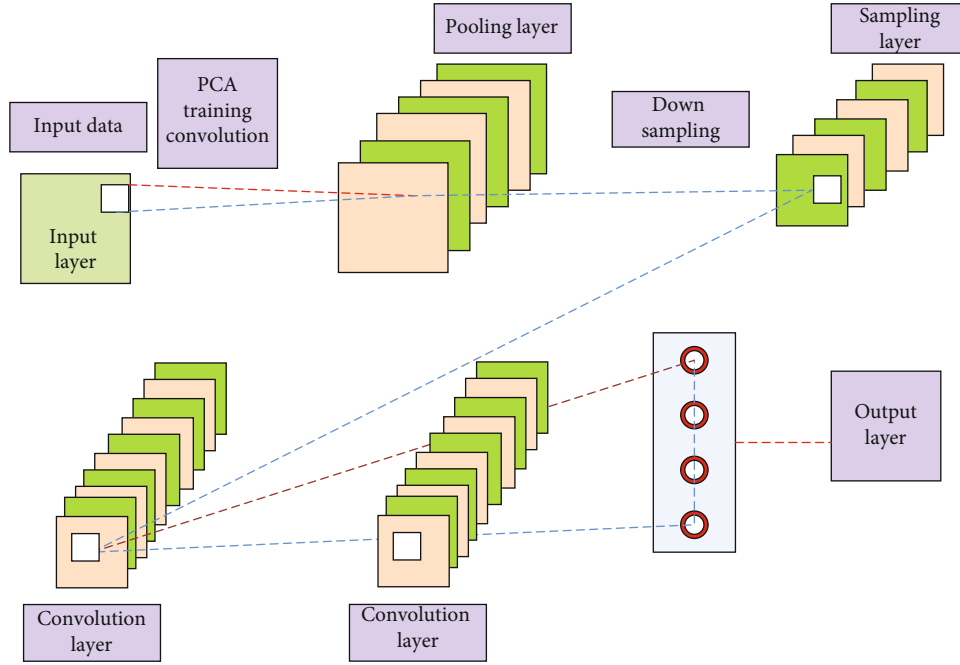 Input data
PCA
training
convolution
Pooling layer
Down
sampling
Sampling
layer
Input
layer
Convolution
layer
Convolution
layer
Output
layer